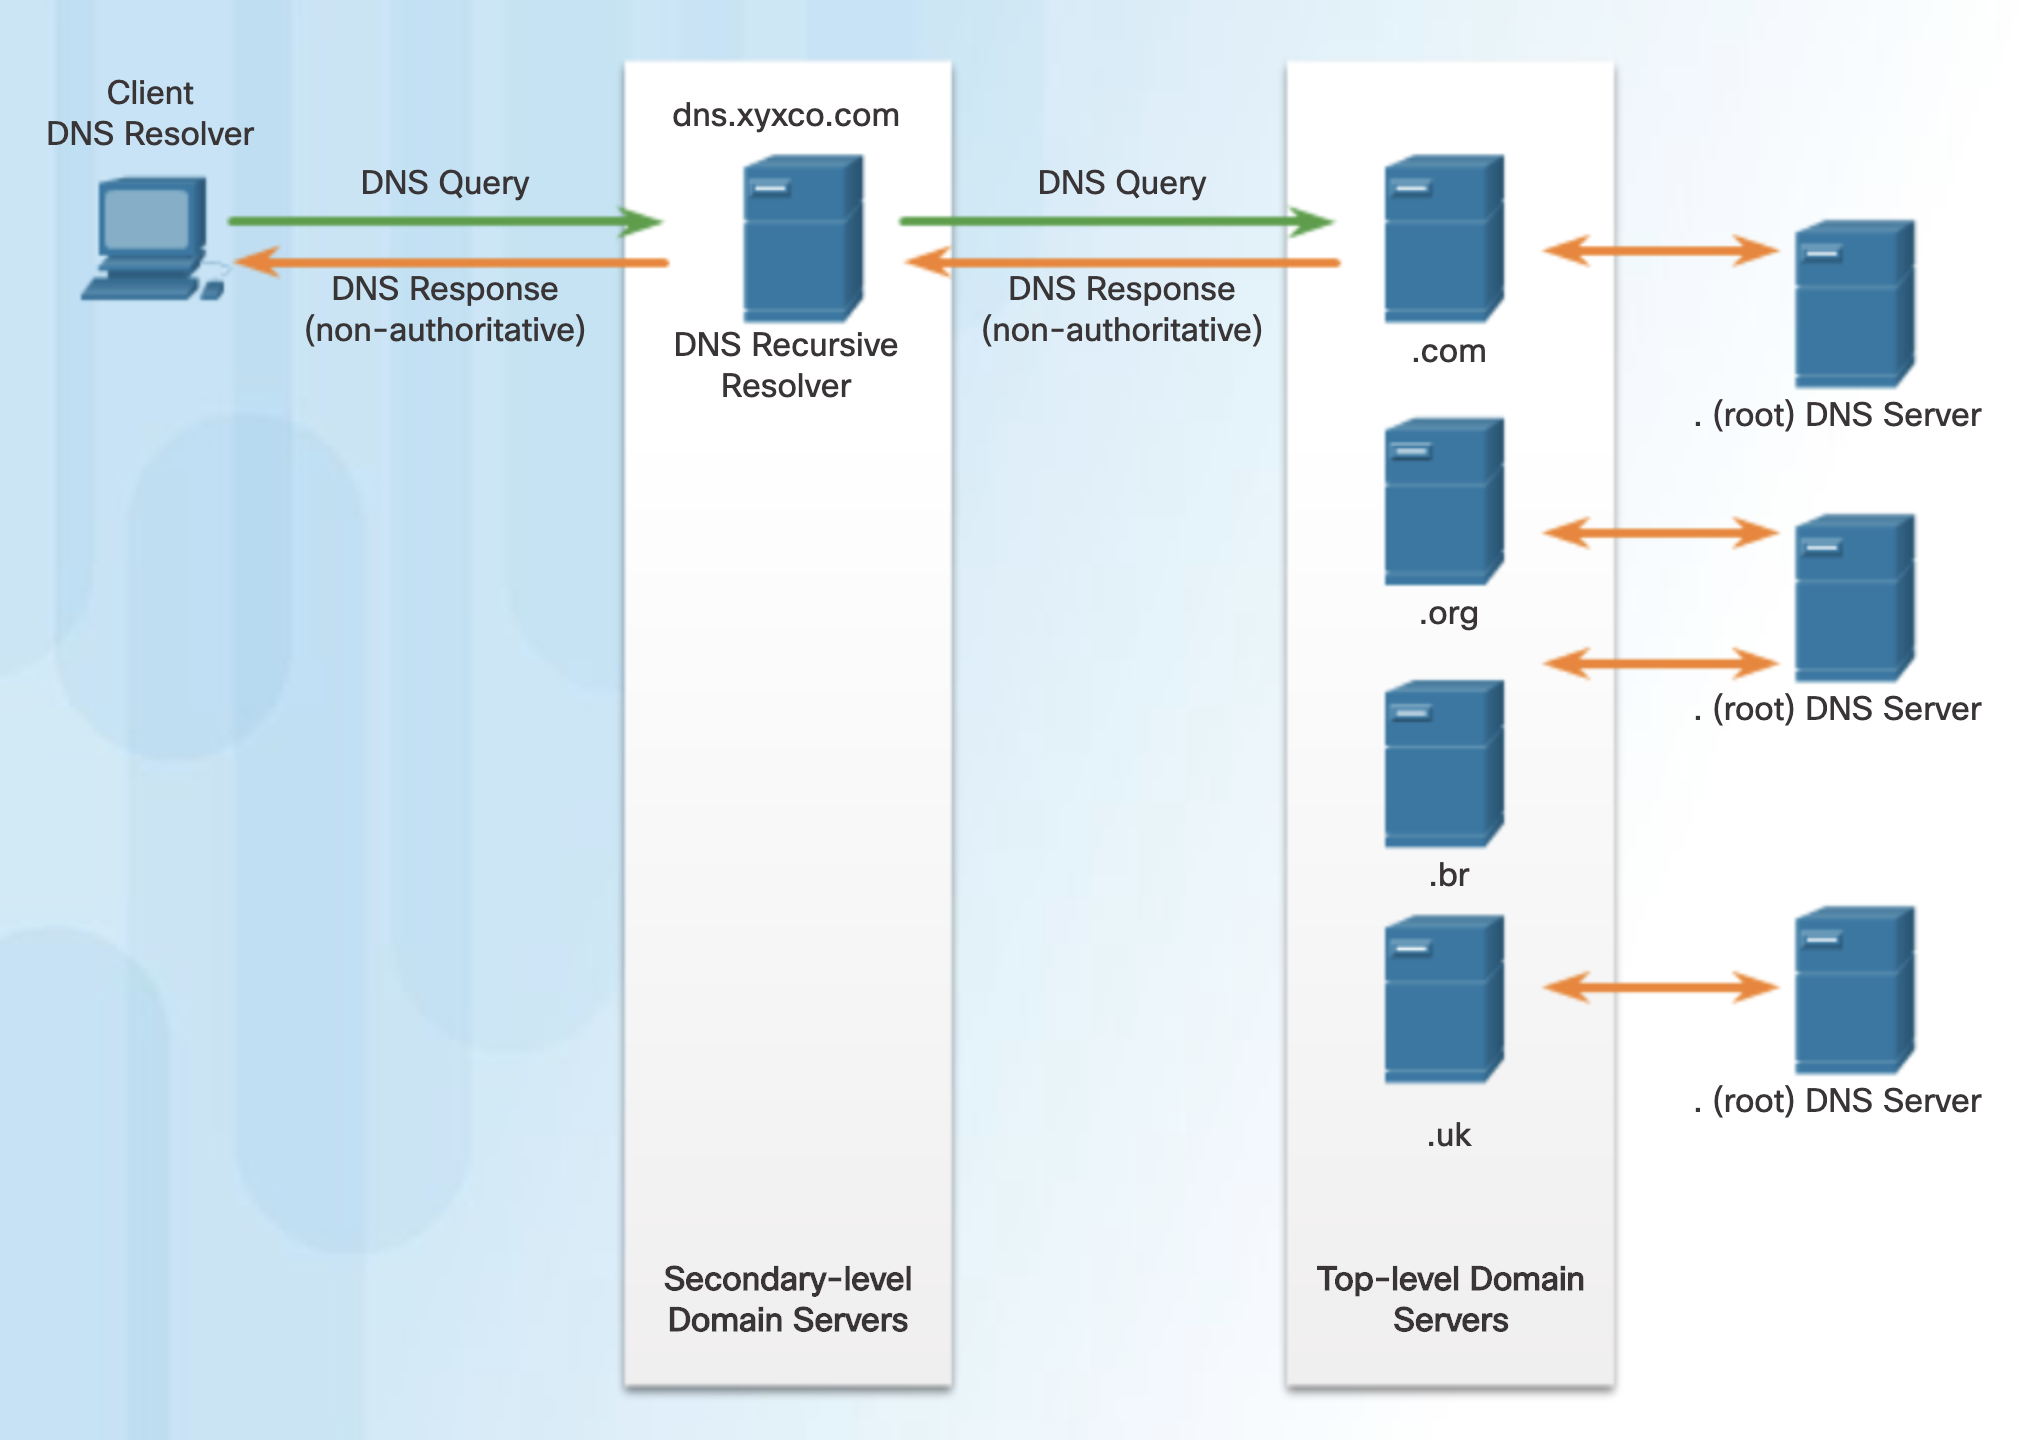 Client
DNS Resolver
DNS Query
DNS Response
(non-authoritative)
dns.xyxco.com
DNS Recursive
Resolver
DNS Query
DNS Response
(non-authoritative)
.com
. (root) DNS Server
.org
. (root) DNS Server
.br
.uk
. (root) DNS Server
Secondary-level
Domain Servers
Top-level Domain
Servers